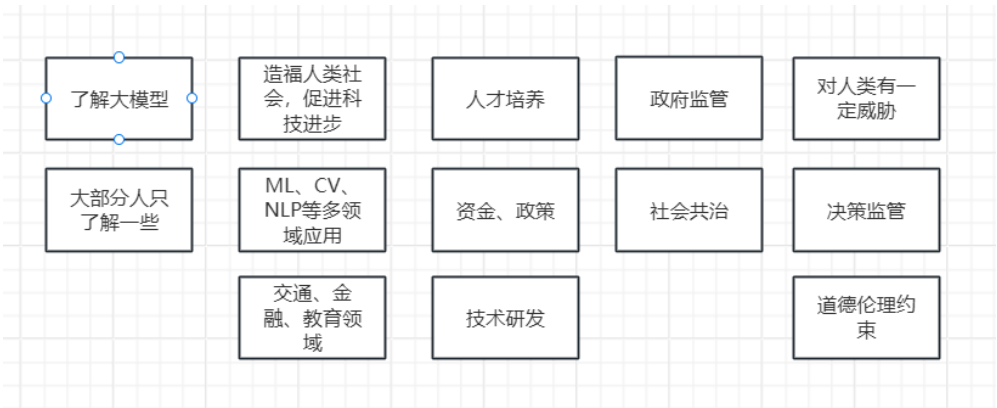 了解大模型
造福人类社
会，促进科
技进步
人才培养
政府监管
对人类有一
定威胁
大部分人只
了解一些
ML、CV、
NLP等多领
域应用
资金、政策
社会共治
决策监管
交通、金
融、教育领
域
技术研发
道德伦理约
束